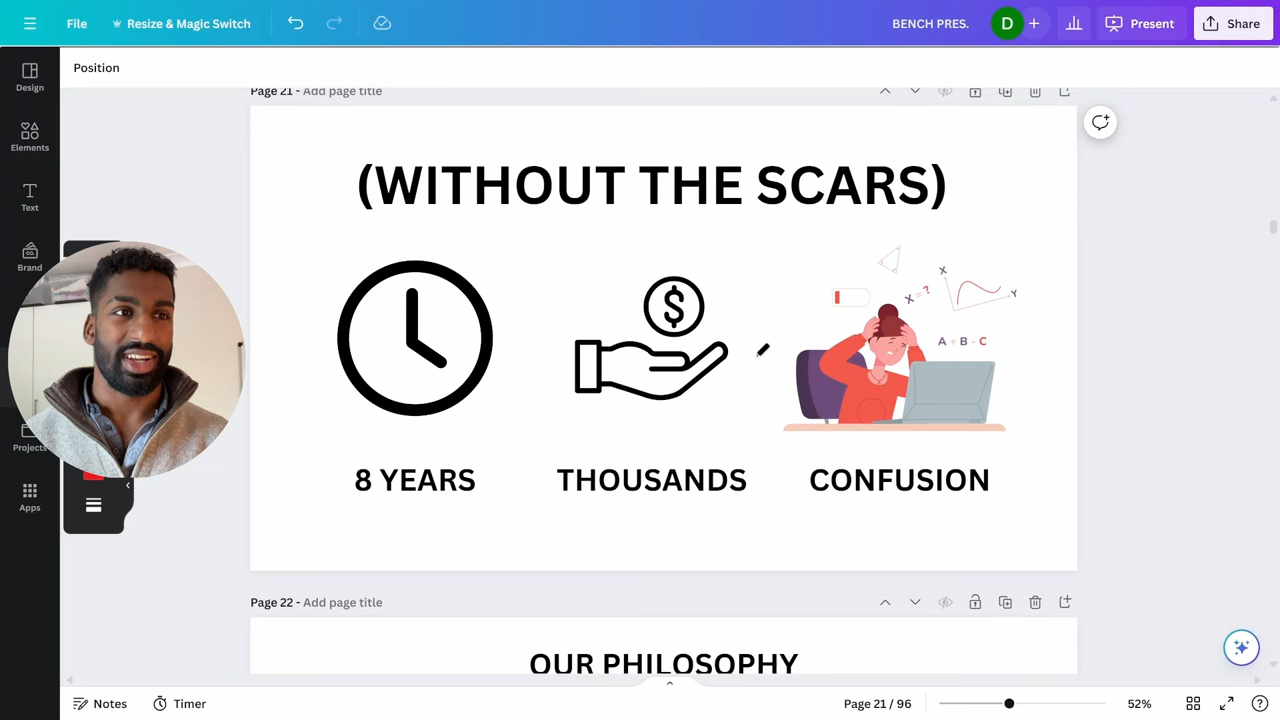 File
Resize & Magic Switch
BENCH PRES.
D
Present
Share
Position
Design
Elements
Text
Brand
Projects
Apps
Page 21 - Add page title
(WITHOUT THE SCARS)
$
X = ?
X
Y
A + B - C
8 YEARS
THOUSANDS
CONFUSION
Page 22 - Add page title
OUR PHILOSOPHY
Notes
Timer
Page 21 / 96
52%